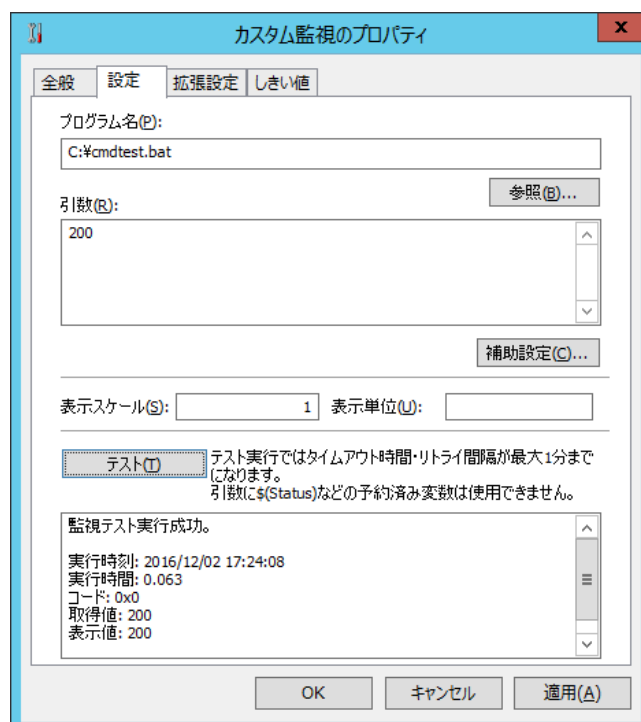 カスタム監視のプロパティ
x
全般 設定 拡張設定 しきい値
プログラム名(P):
C:¥cmdtest.bat
参照(B)...
引数(R):
200
補助設定(C)...
表示スケール(S): 1 表示単位(U):
テスト(T)
テスト実行ではタイムアウト時間・リトライ間隔が最大1分まで
になります。
引数に$(Status)などの予約済み変数は使用できません。
監視テスト実行成功。
実行時刻: 2016/12/02 17:24:08
実行時間: 0.063
コード: 0x0
取得値: 200
表示値: 200
OK キャンセル 適用(A)